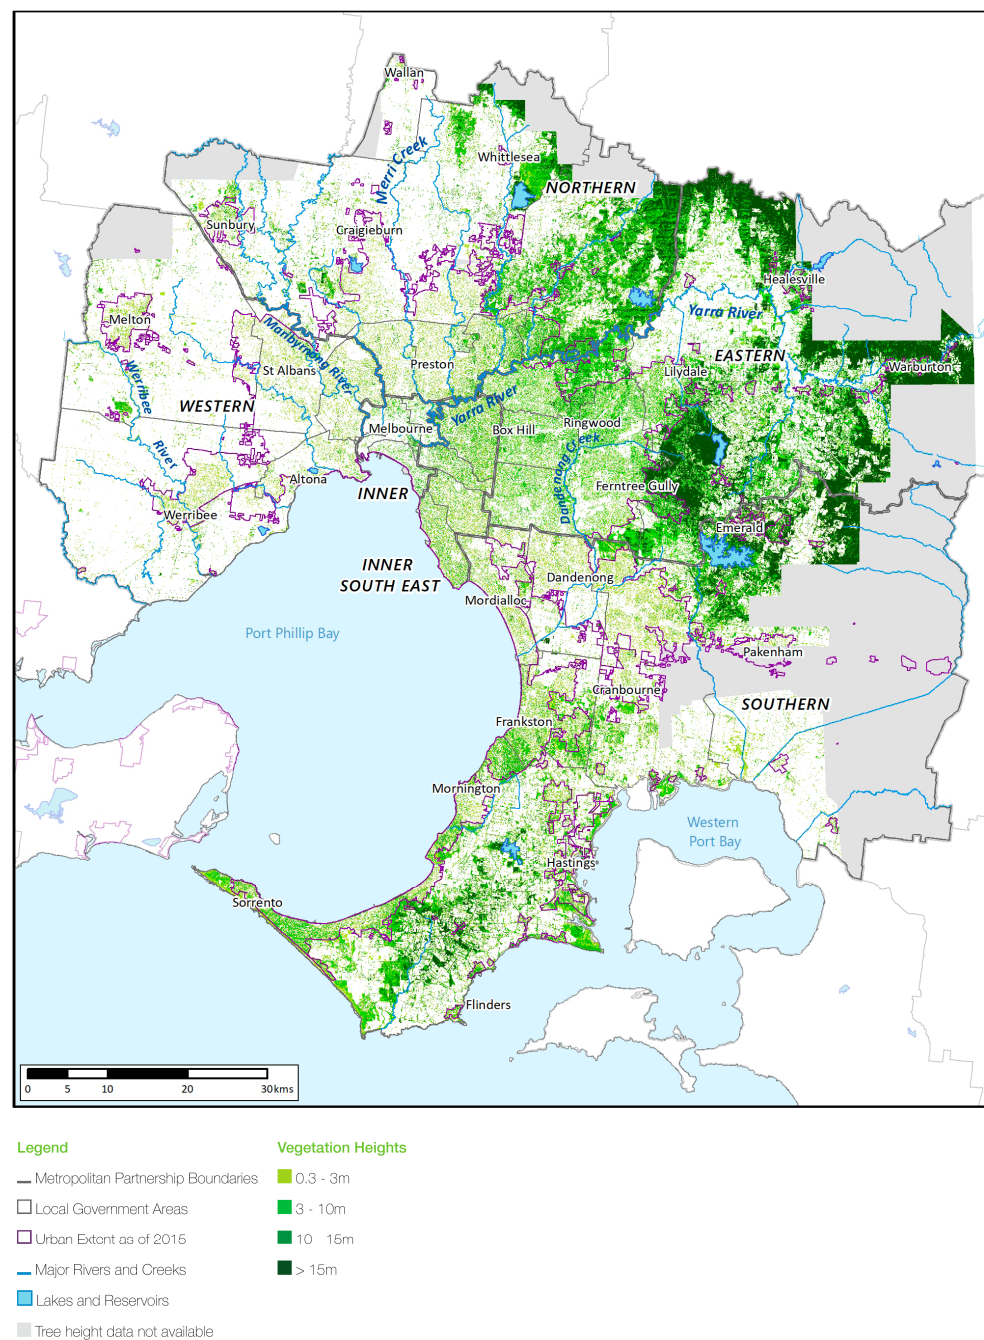 Wallan
Merri Creek
Whittlesea
NORTHERN
Sunbury
Craigieburn
Healesville
Melton
Maribyrnong River
Yarra River
EASTERN
Werribee
River
St Albans
Preston
Lilydale
Warburton
WESTERN
Yarra River
Melbourne
Box Hill
Ringwood
Dandenong Creek
Altona
INNER
Ferntree Gully
Werribee
Emerald
INNER
SOUTH EAST
Dandenong
Mordialloc
Port Phillip Bay
Pakenham
Cranbourne
SOUTHERN
Frankston
Mornington
Western
Port Bay
Hastings
Sorrento
Flinders
0 5 10 20 30kms
Legend
Metropolitan Partnership Boundaries
Local Government Areas
Urban Extent as of 2015
Major Rivers and Creeks
Lakes and Reservoirs
Tree height data not available
Vegetation Heights
0.3 - 3m
3 - 10m
10 15m
> 15m